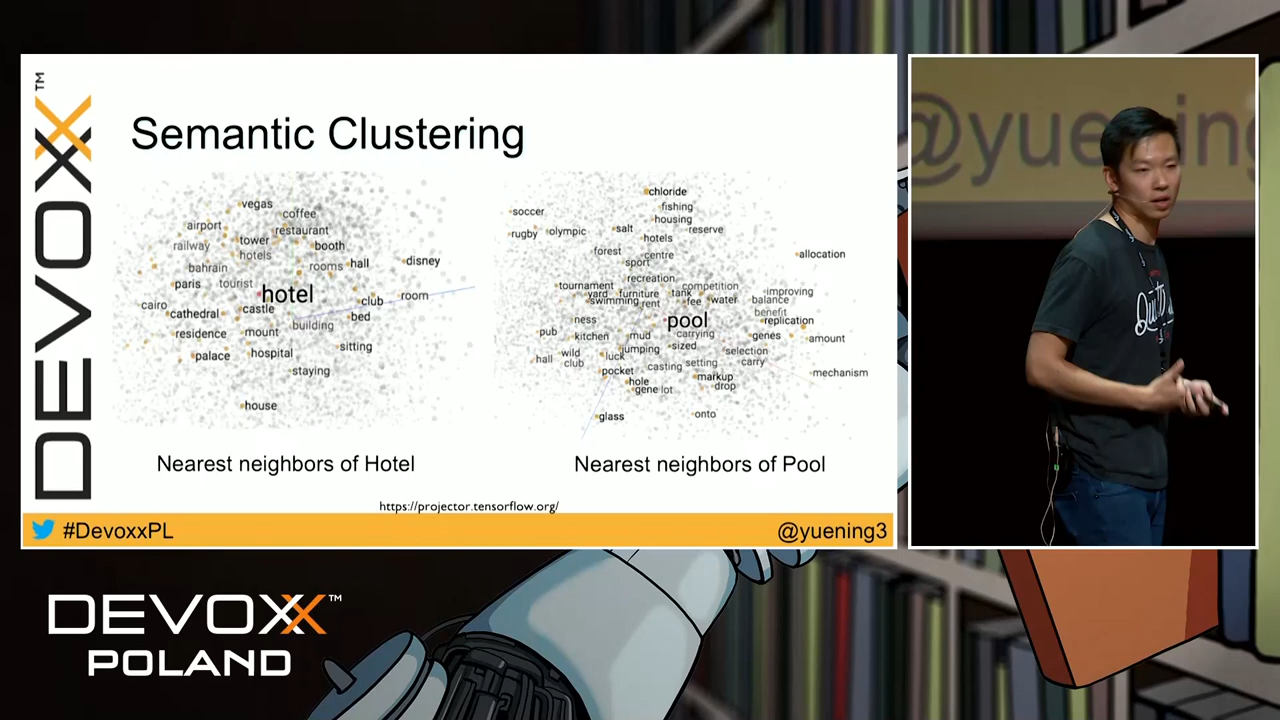 DEVOXX™
Semantic Clustering
vegas
coffee
airport
restaurant
railway
tower
booth
hotels
bahrain
rooms
hall
disney
paris
tourist
hotel
room
cairo
castle
club
cathedral
bed
building
residence
mount
sitting
palace
hospital
staying
house
Nearest neighbors of Hotel
chloride
fishing
soccer
housing
rugby
olympic
salt
reserve
hotels
forest
centre
allocation
sport
recreation
tournament
competition
yard
furniture
tank
improving
swimming
rent
fee
water
balance
benefit
ness
pool
replication
pub
kitchen
mud
carrying
genes
amount
hall
wild
jumping
sized
selection
club
luck
carry
pocket
casting
setting
mechanism
hole
markup
gene
lot
drop
glass
onto
Nearest neighbors of Pool
https://projector.tensorflow.org/
#DevoxxPL
@yuening3
@yuening
DEVOXX™
POLAND